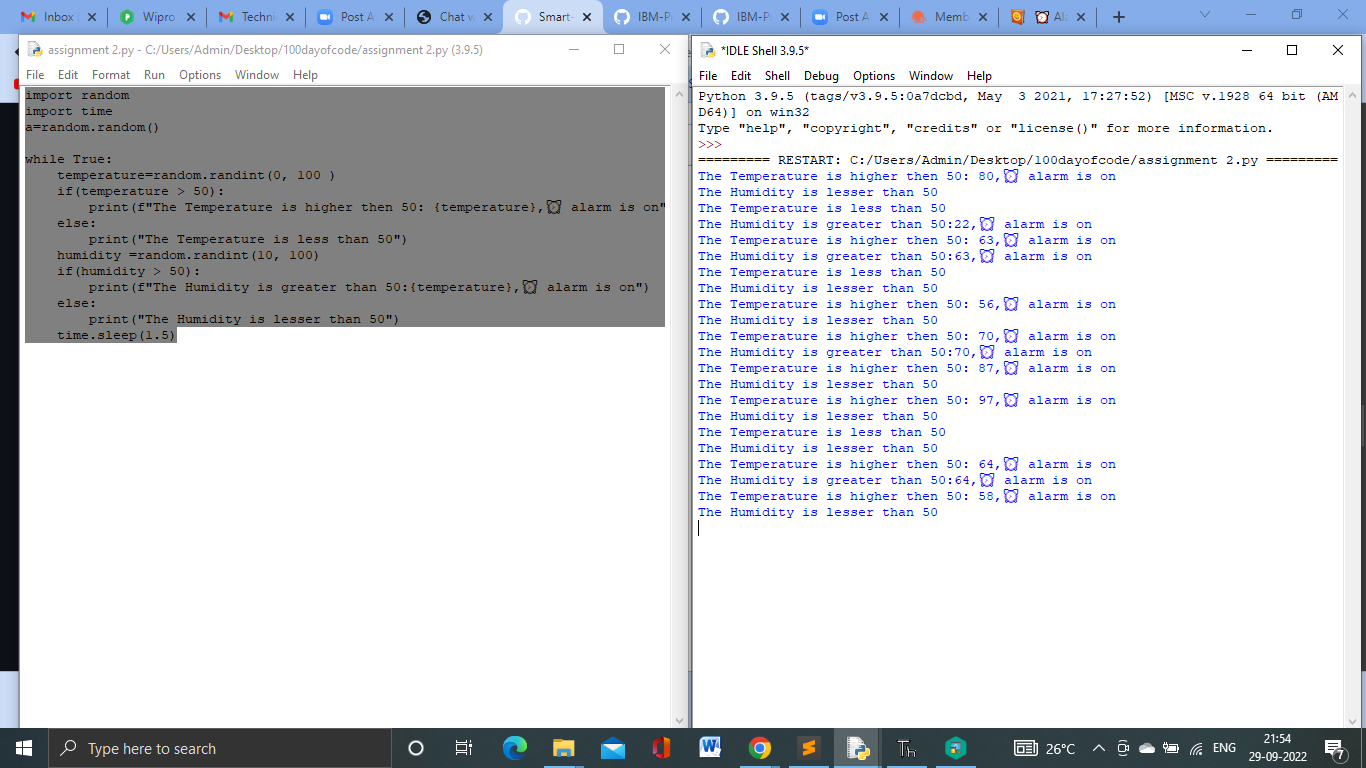 Inbox Wipro Techni Post A Chat w Smart- IBM-P IBM-P Post A Memb Ala
assignment 2.py - C:/Users/Admin/Desktop/100dayofcode/assignment 2.py (3.9.5)
File Edit Format Run Options Window Help
import random
import time
a=random.random()
while True:
    temperature=random.randint(0, 100 )
    if(temperature > 50):
        print(f"The Temperature is higher then 50: {temperature},⏰ alarm is on"
    else:
        print("The Temperature is less than 50")
    humidity =random.randint(10, 100)
    if(humidity > 50):
        print(f"The Humidity is greater than 50:{temperature},⏰ alarm is on")
    else:
        print("The Humidity is lesser than 50")
    time.sleep(1.5)
*IDLE Shell 3.9.5*
File Edit Shell Debug Options Window Help
Python 3.9.5 (tags/v3.9.5:0a7dcbd, May  3 2021, 17:27:52) [MSC v.1928 64 bit (AM
D64)] on win32
Type "help", "copyright", "credits" or "license()" for more information.
>>>
========= RESTART: C:/Users/Admin/Desktop/100dayofcode/assignment 2.py =========
The Temperature is higher then 50: 80,⏰ alarm is on
The Humidity is lesser than 50
The Temperature is less than 50
The Humidity is greater than 50:22,⏰ alarm is on
The Temperature is higher then 50: 63,⏰ alarm is on
The Humidity is greater than 50:63,⏰ alarm is on
The Temperature is less than 50
The Humidity is lesser than 50
The Temperature is higher then 50: 56,⏰ alarm is on
The Humidity is lesser than 50
The Temperature is higher then 50: 70,⏰ alarm is on
The Humidity is greater than 50:70,⏰ alarm is on
The Temperature is higher then 50: 87,⏰ alarm is on
The Humidity is lesser than 50
The Temperature is higher then 50: 97,⏰ alarm is on
The Humidity is lesser than 50
The Temperature is less than 50
The Humidity is lesser than 50
The Temperature is higher then 50: 64,⏰ alarm is on
The Humidity is greater than 50:64,⏰ alarm is on
The Temperature is higher then 50: 58,⏰ alarm is on
The Humidity is lesser than 50
Type here to search
26°C
ENG
21:54
29-09-2022
7